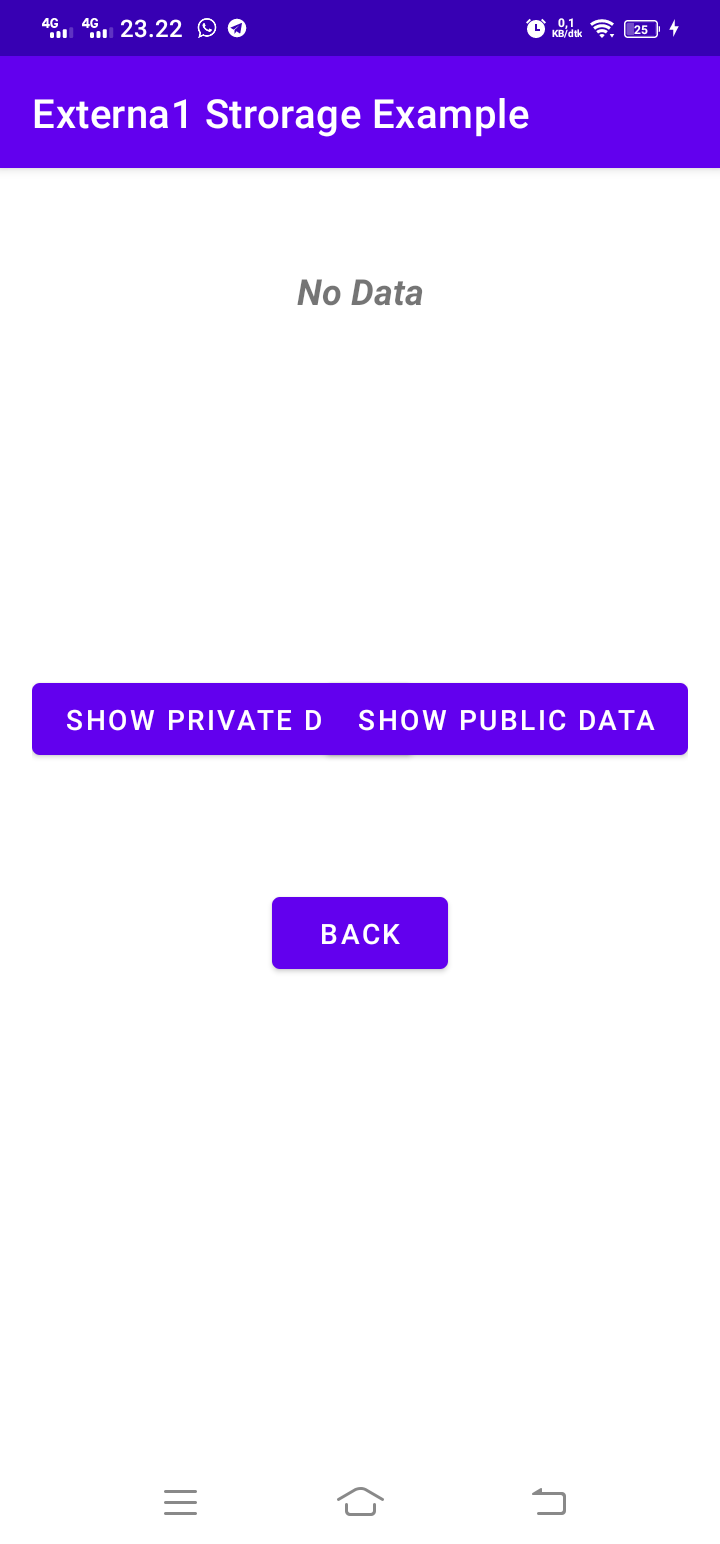 4G 4G 23.22 0,1 KB/dtk 25
Externa1 Strorage Example
No Data
SHOW PRIVATE D SHOW PUBLIC DATA
BACK